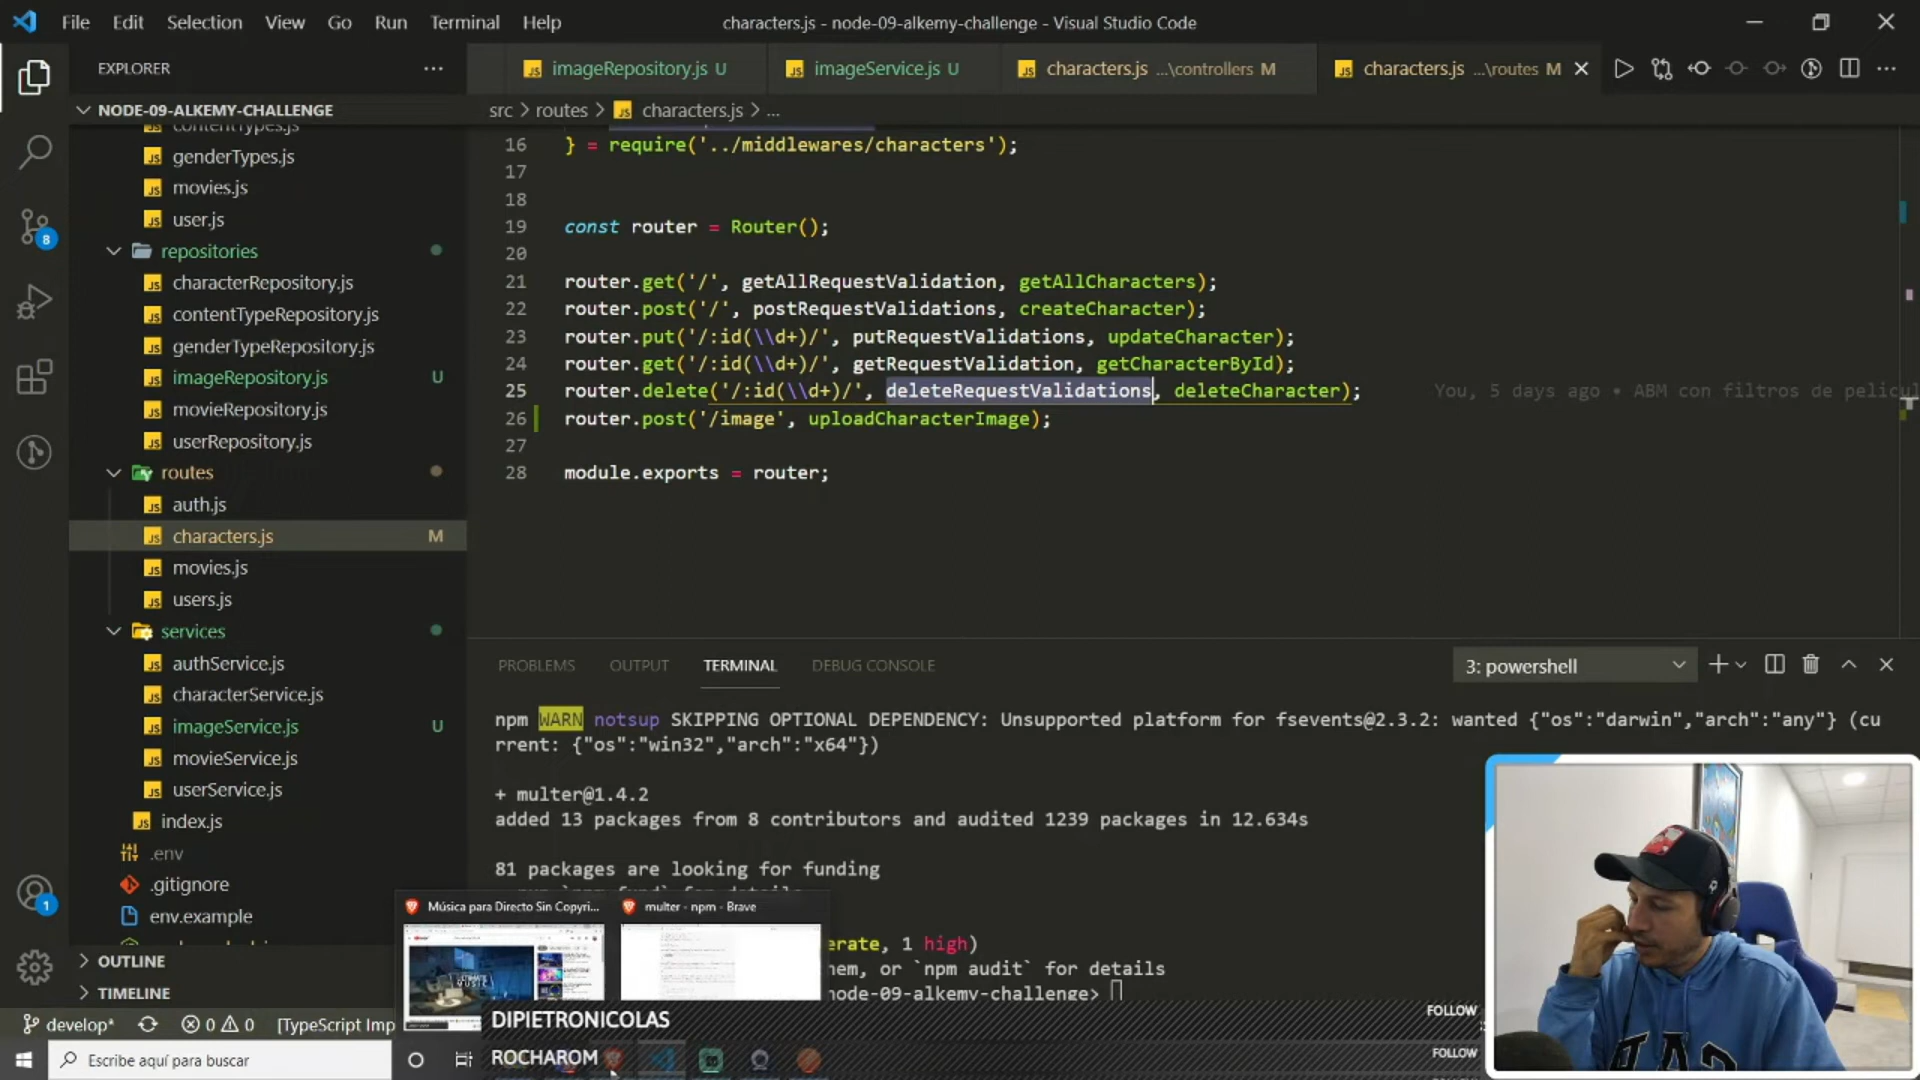 File Edit Selection View Go Run Terminal Help
characters.js - node-09-alkemy-challenge - Visual Studio Code
EXPLORER
imageRepository.js U
imageService.js U
characters.js ...\controllers M
characters.js ...\routes M
NODE-09-ALKEMY-CHALLENGE
src > routes > characters.js > ...
contentTypes.js
genderTypes.js
movies.js
user.js
repositories
characterRepository.js
contentTypeRepository.js
genderTypeRepository.js
imageRepository.js U
movieRepository.js
userRepository.js
routes
auth.js
characters.js M
movies.js
users.js
services
authService.js
characterService.js
imageService.js U
movieService.js
userService.js
index.js
.env
.gitignore
env.example
OUTLINE
TIMELINE
8
1
16 } = require('../middlewares/characters');
17
18
19 const router = Router();
20
21 router.get('/', getAllRequestValidation, getAllCharacters);
22 router.post('/', postRequestValidations, createCharacter);
23 router.put('/:id(\\d+)/', putRequestValidations, updateCharacter);
24 router.get('/:id(\\d+)/', getRequestValidation, getCharacterById);
25 router.delete('/:id(\\d+)/', deleteRequestValidations, deleteCharacter); You, 5 days ago • ABM con filtros de pelicul
26 router.post('/image', uploadCharacterImage);
27
28 module.exports = router;
PROBLEMS OUTPUT TERMINAL DEBUG CONSOLE
3: powershell
npm WARN notsup SKIPPING OPTIONAL DEPENDENCY: Unsupported platform for fsevents@2.3.2: wanted {"os":"darwin","arch":"any"} (cu
rrent: {"os":"win32","arch":"x64"})
+ multer@1.4.2
added 13 packages from 8 contributors and audited 1239 packages in 12.634s
81 packages are looking for funding
erate, 1 high)
hem, or `npm audit` for details
node-09-alkemy-challenge>
Música para Directo Sin Copyri...
multer - npm - Brave
DIPIETRONICOLAS FOLLOW
ROCHAROM FOLLOW
develop* 0 0 [TypeScript Imp
Escribe aquí para buscar